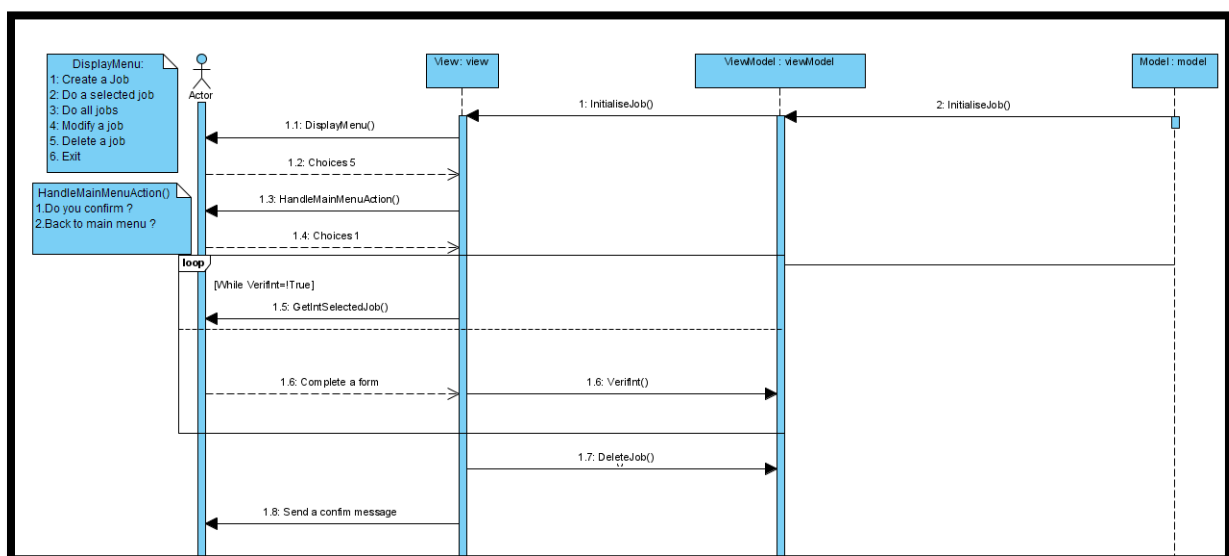 DisplayMenu:
1: Create a Job
2: Do a selected job
3: Do all jobs
4: Modify a job
5: Delete a job
6. Exit
Actor
View: view
ViewModel : viewModel
Model : model
1: InitialiseJob()
2: InitialiseJob()
1.1: DisplayMenu()
1.2: Choices 5
HandleMainMenuAction()
1.Do you confirm ?
2.Back to main menu ?
1.3: HandleMainMenuAction()
1.4: Choices 1
loop
[While VerifInt=!True]
1.5: GetIntSelectedJob()
1.6: Complete a form
1.6: VerifInt()
1.7: DeleteJob()
1.8: Send a confim message